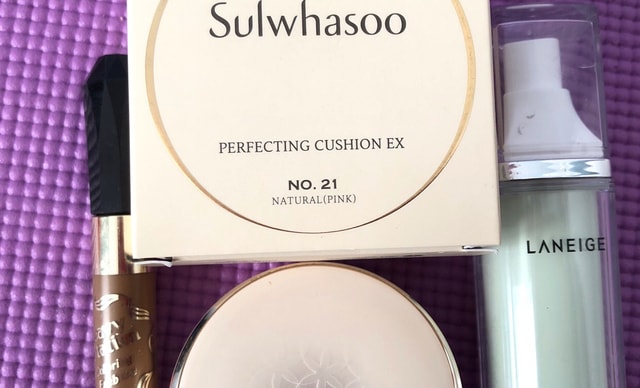 Sulwhasoo
PERFECTING CUSHION EX
NO. 21
NATURAL(PINK)
LANEIGE